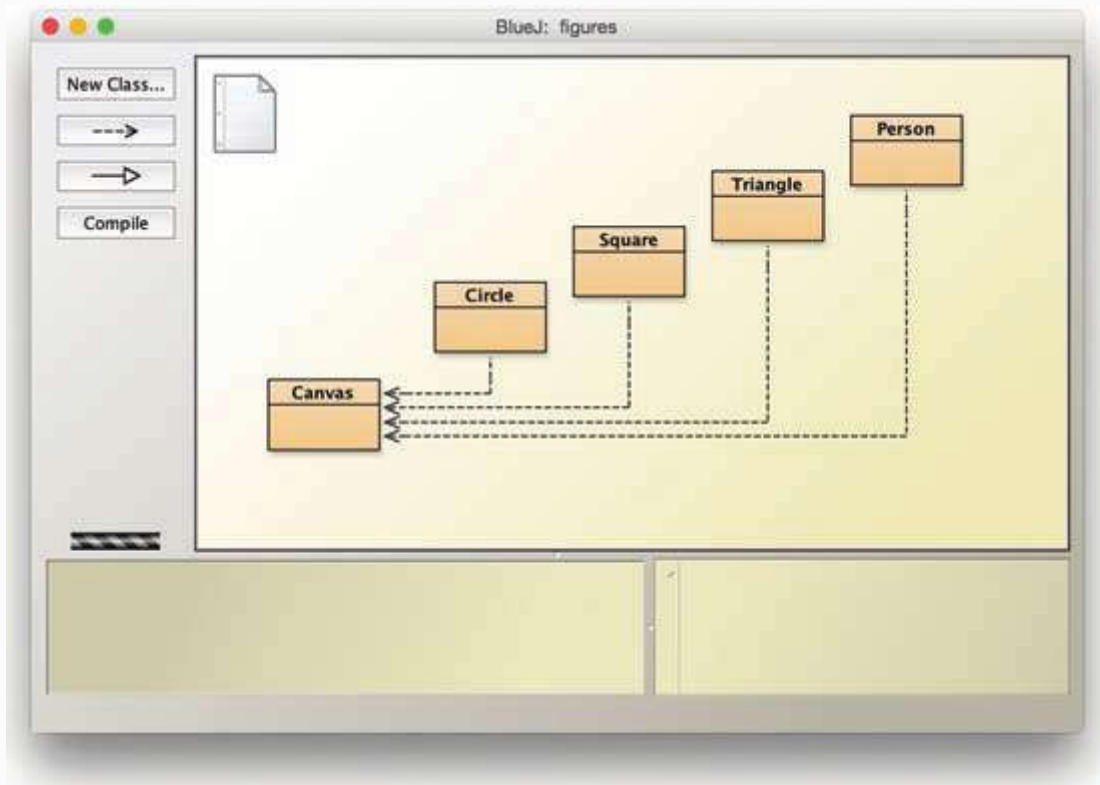 BlueJ: figures
New Class...
Compile
Person
Triangle
Square
Circle
Canvas